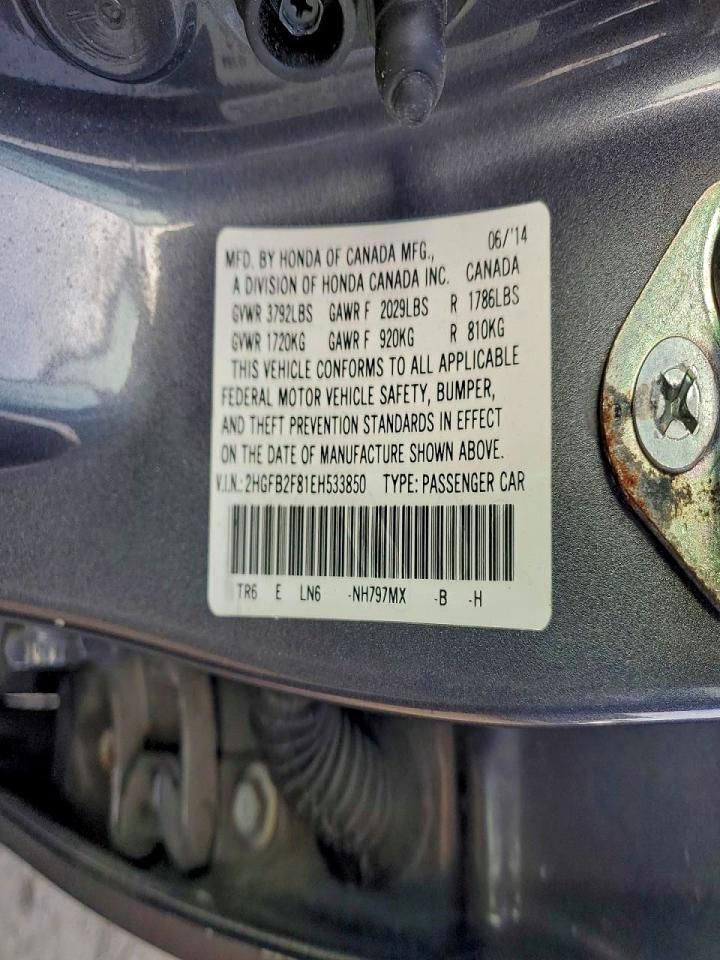 06/'14
MFD. BY HONDA OF CANADA MFG.,
A DIVISION OF HONDA CANADA INC. CANADA
GVWR 3792LBS GAWR F 2029LBS R 1786LBS
GVWR 1720KG GAWR F 920KG R 810KG
THIS VEHICLE CONFORMS TO ALL APPLICABLE
FEDERAL MOTOR VEHICLE SAFETY, BUMPER,
AND THEFT PREVENTION STANDARDS IN EFFECT
ON THE DATE OF MANUFACTURE SHOWN ABOVE.
V.I.N.: 2HGFB2F81EH533850 TYPE: PASSENGER CAR
TR6 E LN6 -NH797MX -B -H